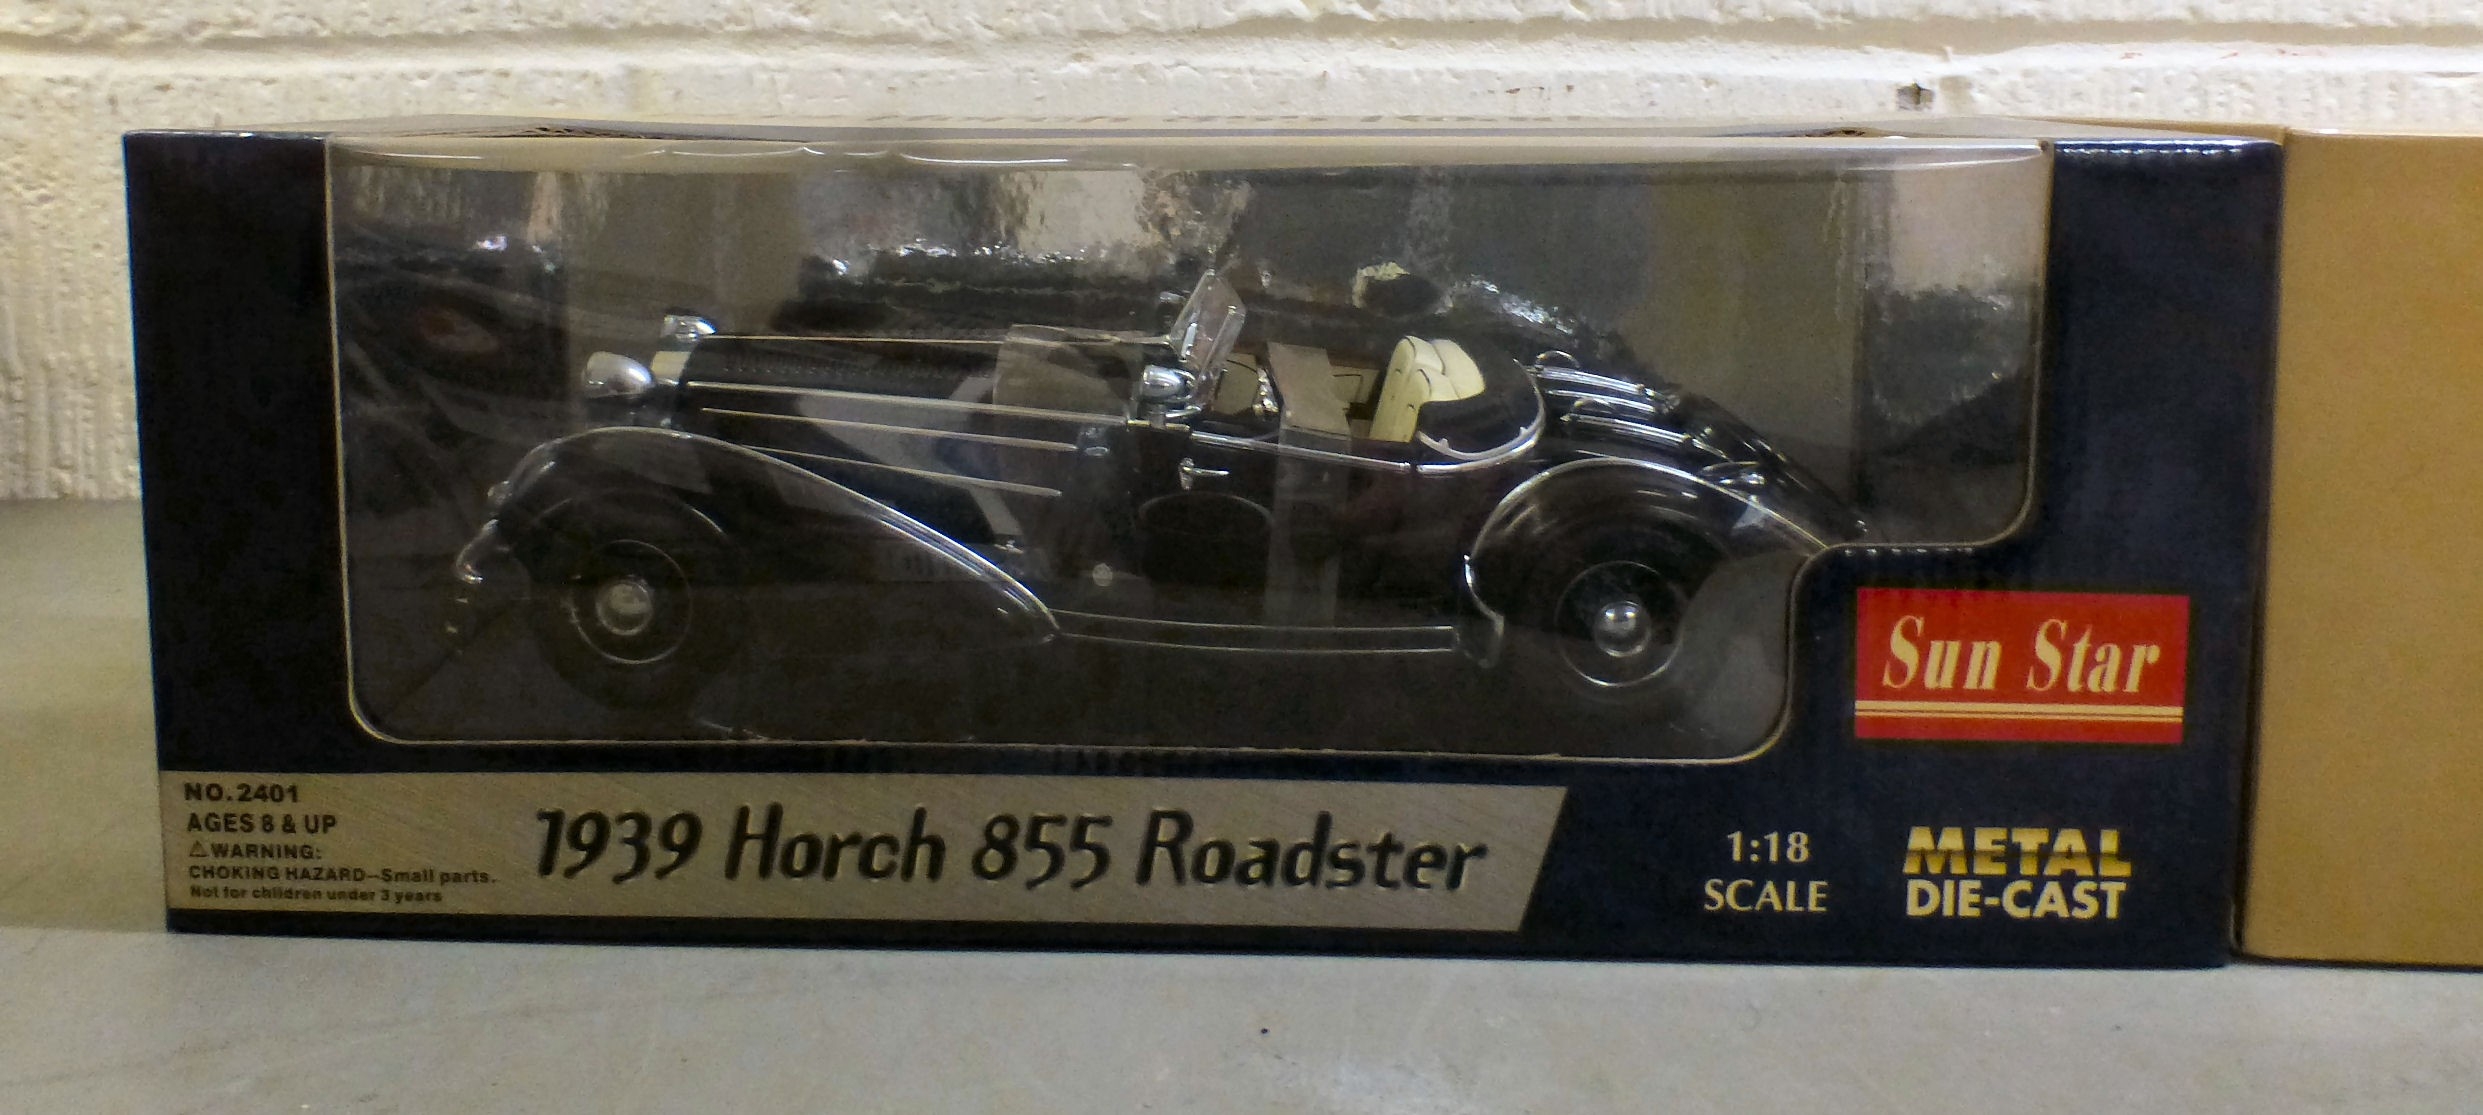 Sun Star
NO.2401
AGES 8 & UP
⚠WARNING:
CHOKING HAZARD--Small parts.
Not for children under 3 years
1939 Horch 855 Roadster
1:18
SCALE
METAL
DIE-CAST